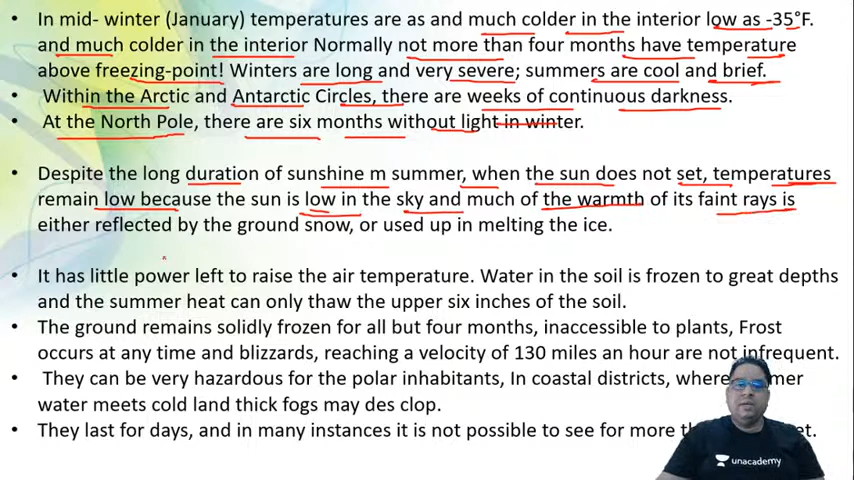 • In mid- winter (January) temperatures are as and much colder in the interior low as -35°F.
and much colder in the interior Normally not more than four months have temperature
above freezing-point! Winters are long and very severe; summers are cool and brief.
• Within the Arctic and Antarctic Circles, there are weeks of continuous darkness.
• At the North Pole, there are six months without light in winter.
• Despite the long duration of sunshine m summer, when the sun does not set, temperatures
remain low because the sun is low in the sky and much of the warmth of its faint rays is
either reflected by the ground snow, or used up in melting the ice.
• It has little power left to raise the air temperature. Water in the soil is frozen to great depths
and the summer heat can only thaw the upper six inches of the soil.
• The ground remains solidly frozen for all but four months, inaccessible to plants, Frost
occurs at any time and blizzards, reaching a velocity of 130 miles an hour are not infrequent.
• They can be very hazardous for the polar inhabitants, In coastal districts, where
water meets cold land thick fogs may des clop.
• They last for days, and in many instances it is not possible to see for more
unacademy